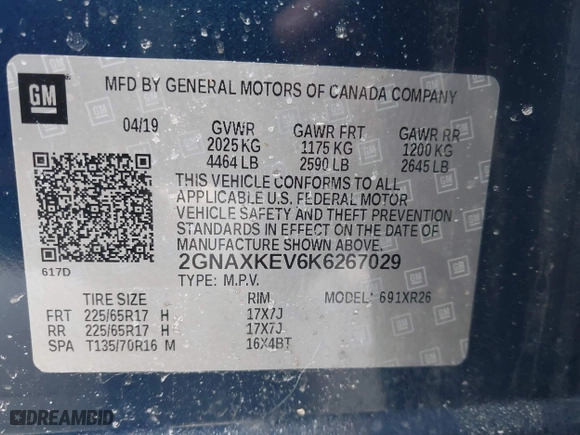 GM
MFD BY GENERAL MOTORS OF CANADA COMPANY
04/19 GVWR GAWR FRT GAWR RR
2025 KG 1175 KG 1200 KG
4464 LB 2590 LB 2645 LB
THIS VEHICLE CONFORMS TO ALL
APPLICABLE U.S. FEDERAL MOTOR
VEHICLE SAFETY AND THEFT PREVENTION
STANDARDS IN EFFECT ON THE DATE OF
MANUFACTURE SHOWN ABOVE.
617D 2GNAXKEV6K6267029
TYPE: M.P.V.
TIRE SIZE RIM MODEL: 691XR26
FRT 225/65R17 H 17X7J
RR 225/65R17 H 17X7J
SPA T135/70R16 M 16X4BT
DREAMBID